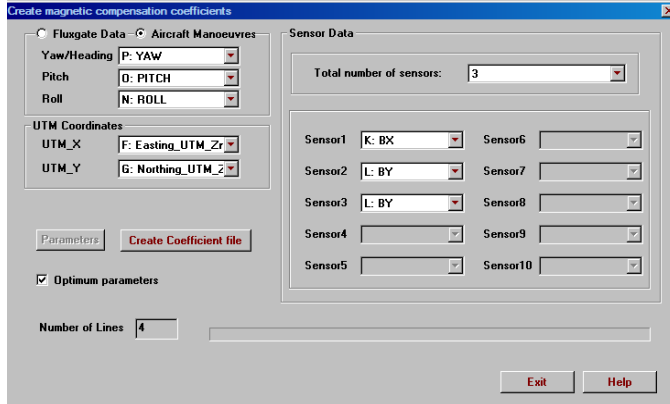 Create magnetic compensation coefficients
Fluxgate Data
Aircraft Manoeuvres
Yaw/Heading P: YAW
Pitch O: PITCH
Roll N: ROLL
UTM Coordinates
UTM_X F: Easting_UTM_Zr
UTM_Y G: Northing_UTM_Z
Parameters
Create Coefficient file
Optimum parameters
Number of Lines 4
Sensor Data
Total number of sensors: 3
Sensor1 K: BX Sensor6
Sensor2 L: BY Sensor7
Sensor3 L: BY Sensor8
Sensor4 Sensor9
Sensor5 Sensor10
Exit Help